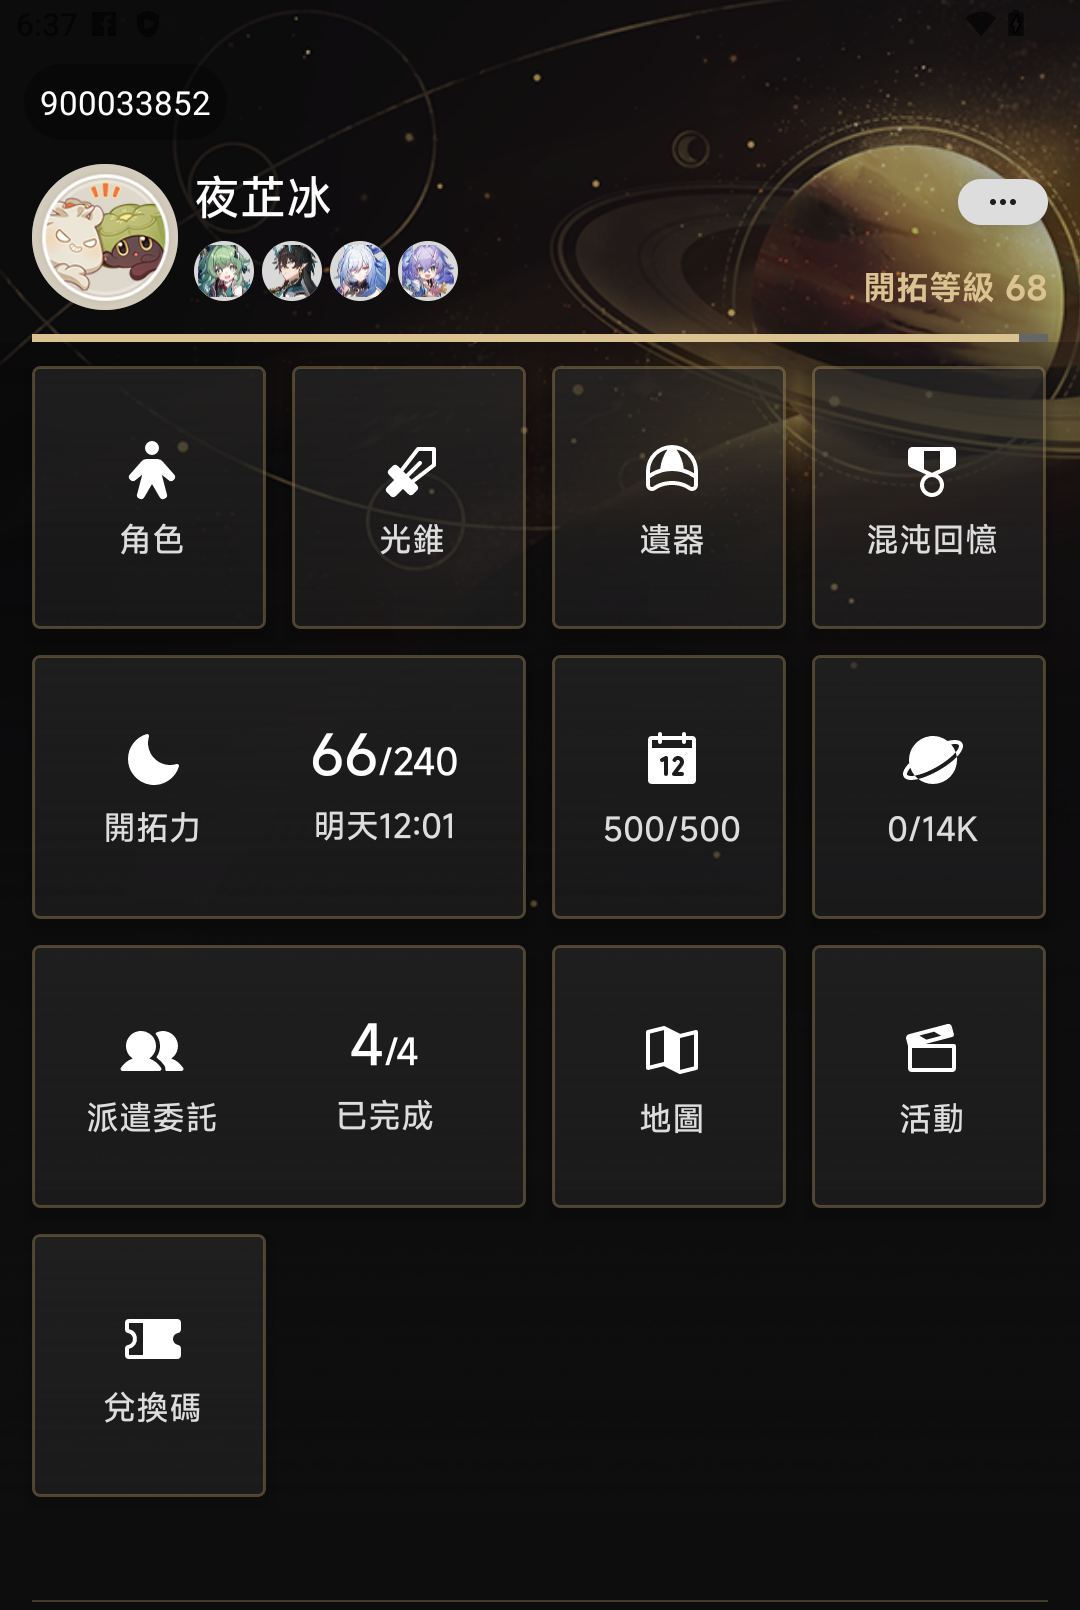 6:37
900033852
夜芷冰
開拓等級 68
角色
光錐
遺器
混沌回憶
開拓力
66/240
明天12:01
12
500/500
0/14K
派遣委託
4/4
已完成
地圖
活動
兌換碼